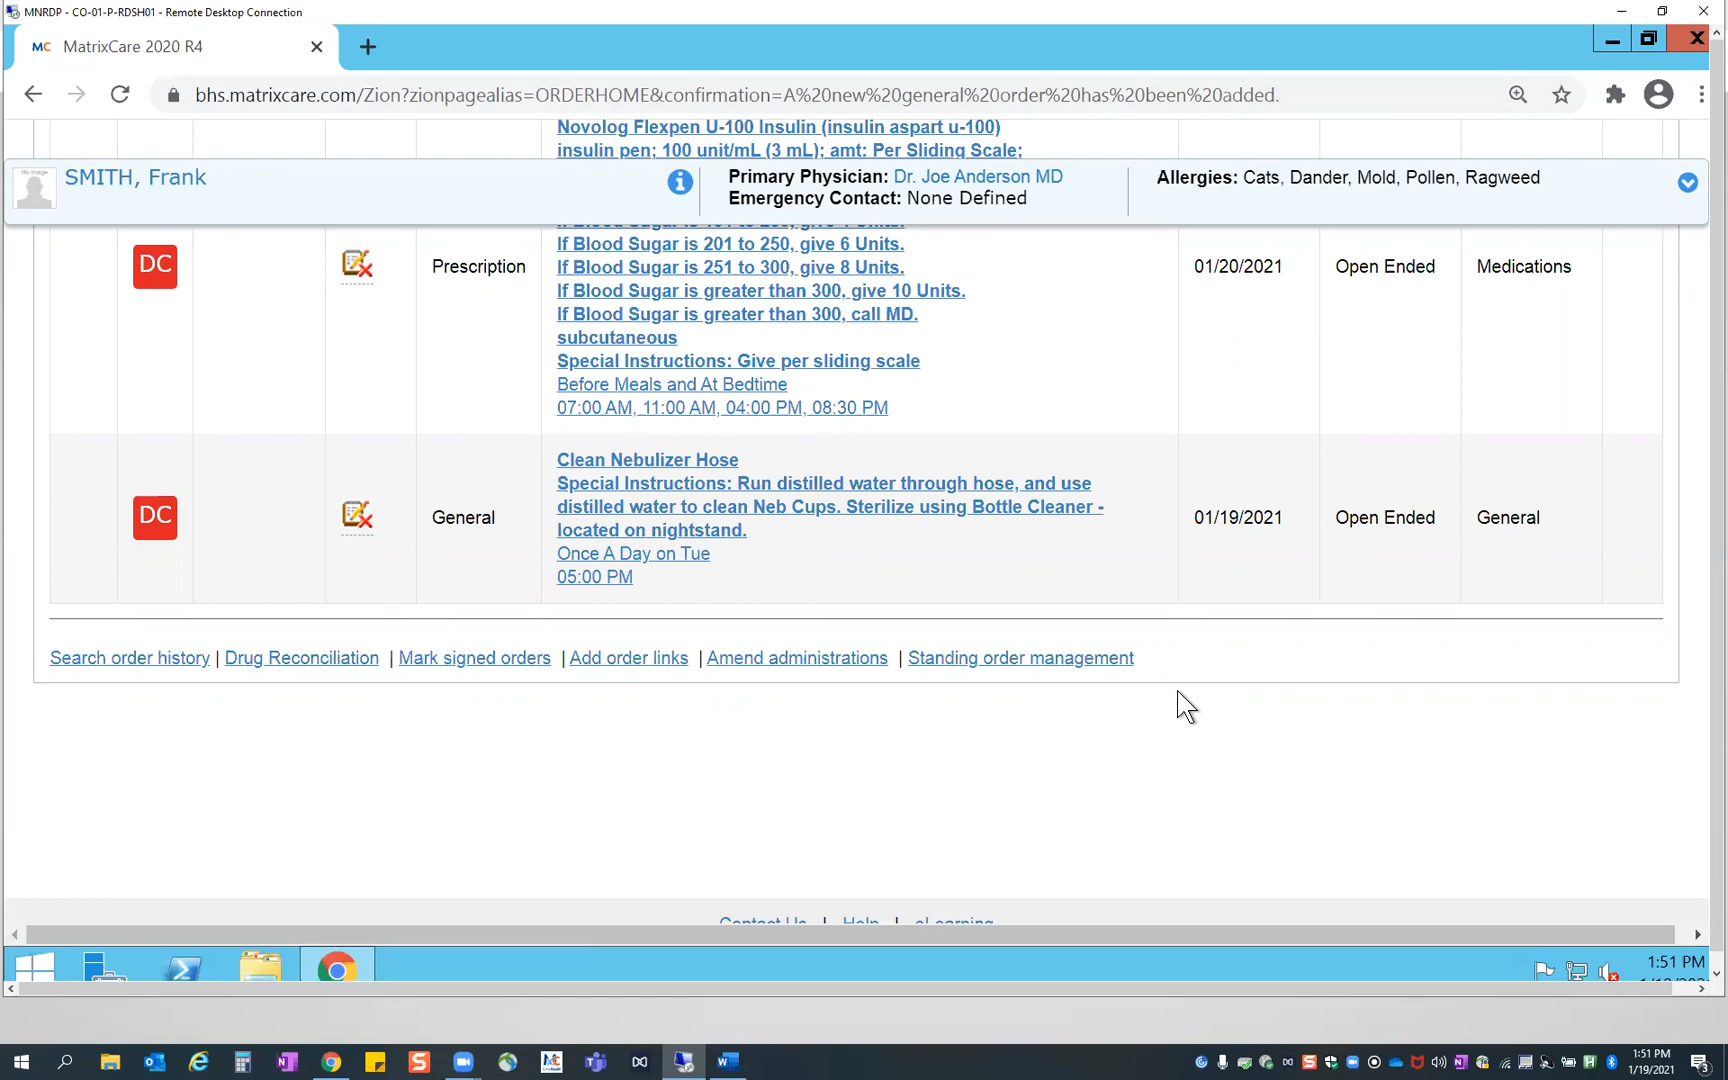 MNRDP - CO-01-P-RDSH01 - Remote Desktop Connection
MC MatrixCare 2020 R4
bhs.matrixcare.com/Zion?zionpagealias=ORDERHOME&confirmation=A%20new%20general%20order%20has%20been%20added.
Novolog Flexpen U-100 Insulin (insulin aspart u-100)
insulin pen; 100 unit/mL (3 mL); amt: Per Sliding Scale;
SMITH, Frank
Primary Physician: Dr. Joe Anderson MD
Emergency Contact: None Defined
Allergies: Cats, Dander, Mold, Pollen, Ragweed
If Blood Sugar is 201 to 250, give 6 Units.
If Blood Sugar is 251 to 300, give 8 Units.
If Blood Sugar is greater than 300, give 10 Units.
If Blood Sugar is greater than 300, call MD.
subcutaneous
Special Instructions: Give per sliding scale
Before Meals and At Bedtime
07:00 AM, 11:00 AM, 04:00 PM, 08:30 PM
DC Prescription 01/20/2021 Open Ended Medications
Clean Nebulizer Hose
Special Instructions: Run distilled water through hose, and use
distilled water to clean Neb Cups. Sterilize using Bottle Cleaner -
located on nightstand.
Once A Day on Tue
05:00 PM
DC General 01/19/2021 Open Ended General
Search order history | Drug Reconciliation | Mark signed orders | Add order links | Amend administrations | Standing order management
Contact Us | Help | eLearning
1:51 PM
1:51 PM
1/19/2021